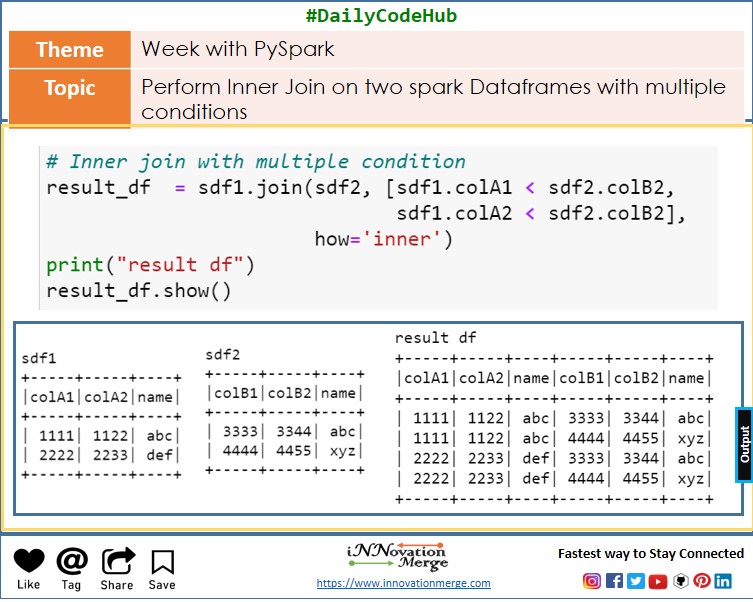 #DailyCodeHub
Theme
Week with PySpark
Topic
Perform Inner Join on two spark Dataframes with multiple
conditions
# Inner join with multiple condition
result_df  = sdf1.join(sdf2, [sdf1.colA1 < sdf2.colB2,
                              sdf1.colA2 < sdf2.colB2],
                       how='inner')
print("result df")
result_df.show()
sdf1
+-----+-----+----+
|colA1|colA2|name|
+-----+-----+----+
| 1111| 1122| abc|
| 2222| 2233| def|
+-----+-----+----+
sdf2
+-----+-----+----+
|colB1|colB2|name|
+-----+-----+----+
| 3333| 3344| abc|
| 4444| 4455| xyz|
+-----+-----+----+
result df
+-----+-----+----+-----+-----+----+
|colA1|colA2|name|colB1|colB2|name|
+-----+-----+----+-----+-----+----+
| 1111| 1122| abc| 3333| 3344| abc|
| 1111| 1122| abc| 4444| 4455| xyz|
| 2222| 2233| def| 3333| 3344| abc|
| 2222| 2233| def| 4444| 4455| xyz|
+-----+-----+----+-----+-----+----+
Output
Like
Tag
Share
Save
iNNovation
Merge
https://www.innovationmerge.com
Fastest way to Stay Connected